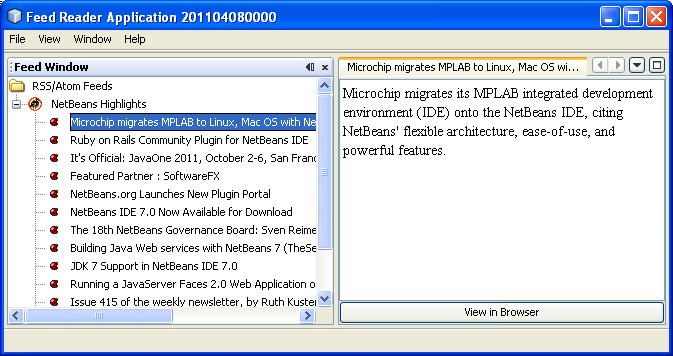 Feed Reader Application 201104080000
File View Window Help
Feed Window
RSS/Atom Feeds
NetBeans Highlights
Microchip migrates MPLAB to Linux, Mac OS with Ne
Ruby on Rails Community Plugin for NetBeans IDE
It's Official: JavaOne 2011, October 2-6, San Franc
Featured Partner : SoftwareFX
NetBeans.org Launches New Plugin Portal
NetBeans IDE 7.0 Now Available for Download
The 18th NetBeans Governance Board: Sven Reime
Building Java Web services with NetBeans 7 (TheSe
JDK 7 Support in NetBeans IDE 7.0
Running a JavaServer Faces 2.0 Web Application o
Issue 415 of the weekly newsletter, by Ruth Kuster
Microchip migrates MPLAB to Linux, Mac OS wi...
Microchip migrates its MPLAB integrated development
environment (IDE) onto the NetBeans IDE, citing
NetBeans' flexible architecture, ease-of-use, and
powerful features.
View in Browser